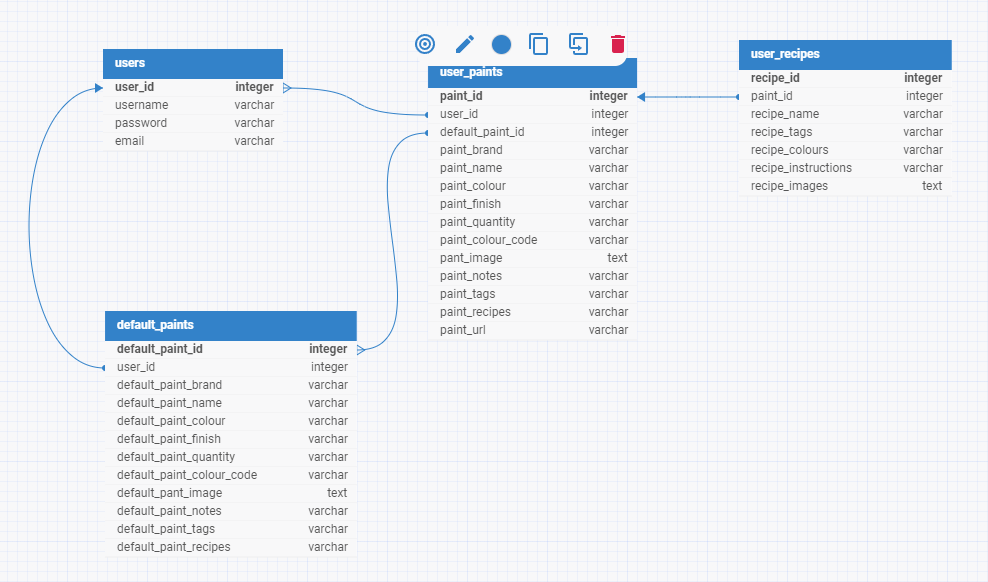 users
user_id integer
username varchar
password varchar
email varchar
user_paints
paint_id integer
user_id integer
default_paint_id integer
paint_brand varchar
paint_name varchar
paint_colour varchar
paint_finish varchar
paint_quantity varchar
paint_colour_code varchar
pant_image text
paint_notes varchar
paint_tags varchar
paint_recipes varchar
paint_url varchar
user_recipes
recipe_id integer
paint_id integer
recipe_name varchar
recipe_tags varchar
recipe_colours varchar
recipe_instructions varchar
recipe_images text
default_paints
default_paint_id integer
user_id integer
default_paint_brand varchar
default_paint_name varchar
default_paint_colour varchar
default_paint_finish varchar
default_paint_quantity varchar
default_paint_colour_code varchar
default_pant_image text
default_paint_notes varchar
default_paint_tags varchar
default_paint_recipes varchar